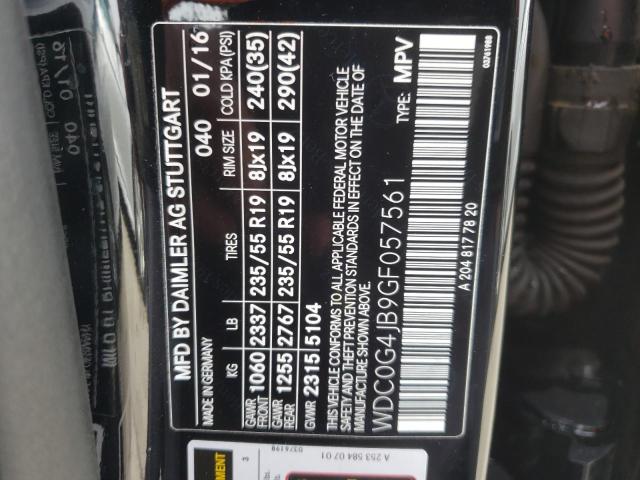 MFD BY DAIMLER AG STUTTGART
MADE IN GERMANY 040 01/16
KG LB TIRES RIM SIZE COLD KPA(PSI)
GAWR FRONT 1060 2337 235/55 R19 8Jx19 240(35)
GAWR REAR 1255 2767 235/55 R19 8Jx19 290(42)
GVWR 2315 5104
THIS VEHICLE CONFORMS TO ALL APPLICABLE FEDERAL MOTOR VEHICLE
SAFETY AND THEFT PREVENTION STANDARDS IN EFFECT ON THE DATE OF
MANUFACTURE SHOWN ABOVE.
WDC0G4JB9GF057561 TYPE: MPV
A 204 817 78 20
03761988
A 253 584 07 01
0376198
3